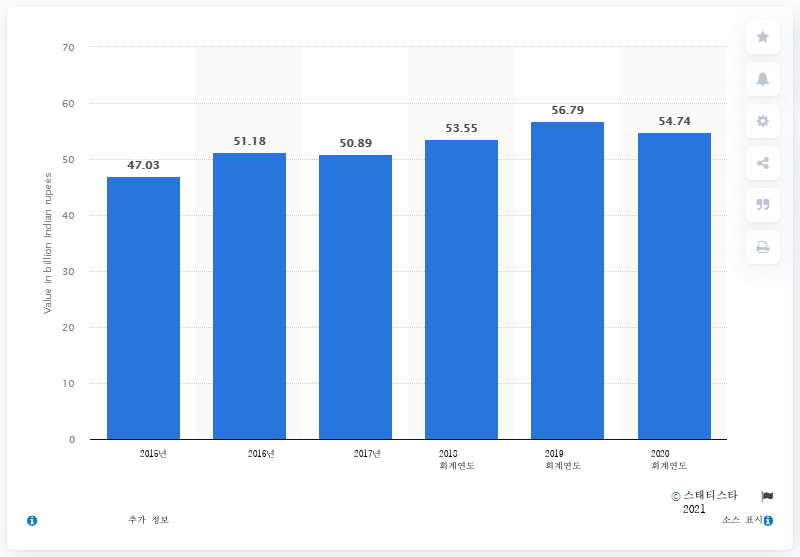 70
60
50
40
30
20
10
0
Value in billion Indian rupees
47.03
51.18
50.89
53.55
56.79
54.74
2015년
2016년
2017년
2018
회계연도
2019
회계연도
2020
회계연도
© 스태티스타
2021
추가 정보
소스 표시